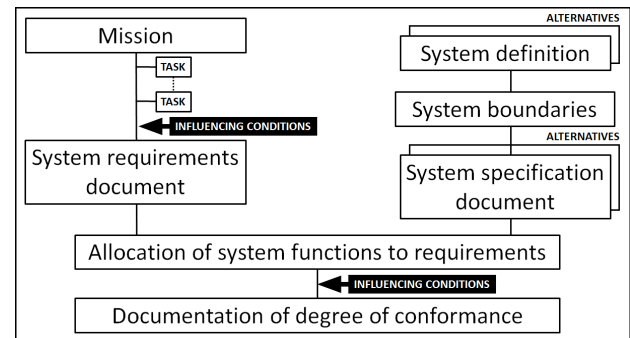 Mission
TASK
TASK
INFLUENCING CONDITIONS
System requirements
document
ALTERNATIVES
System definition
System boundaries
ALTERNATIVES
System specification
document
Allocation of system functions to requirements
INFLUENCING CONDITIONS
Documentation of degree of conformance